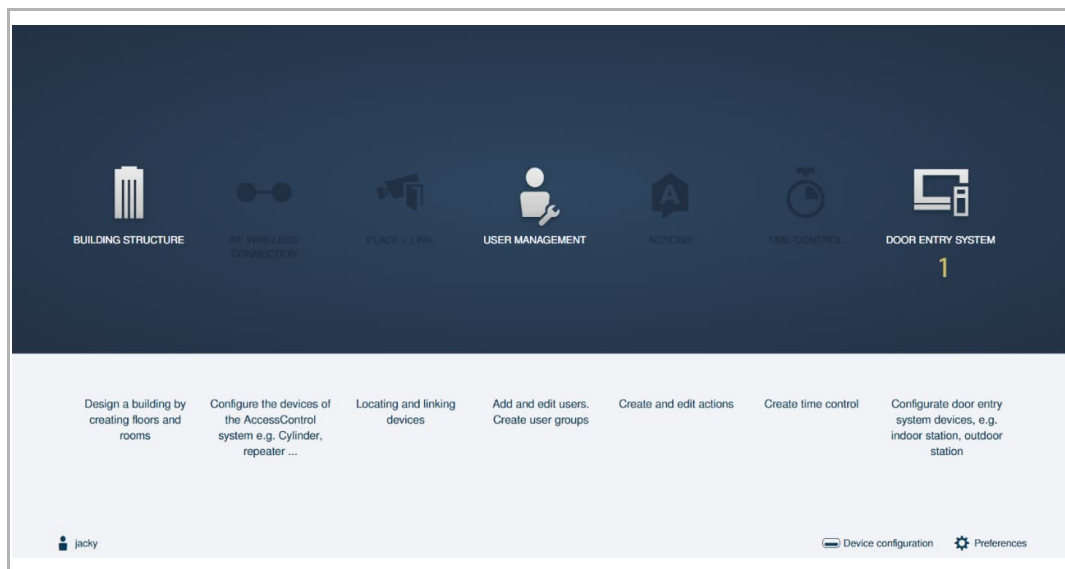 BUILDING STRUCTURE
RF WIRELESS
CONNECTION
PLACE + LINK
USER MANAGEMENT
ACTIONS
TIME CONTROL
DOOR ENTRY SYSTEM
1
Design a building by
creating floors and
rooms
Configure the devices of
the AccessControl
system e.g. Cylinder,
repeater ...
Locating and linking
devices
Add and edit users.
Create user groups
Create and edit actions
Create time control
Configurate door entry
system devices, e.g.
indoor station, outdoor
station
jacky
Device configuration
Preferences